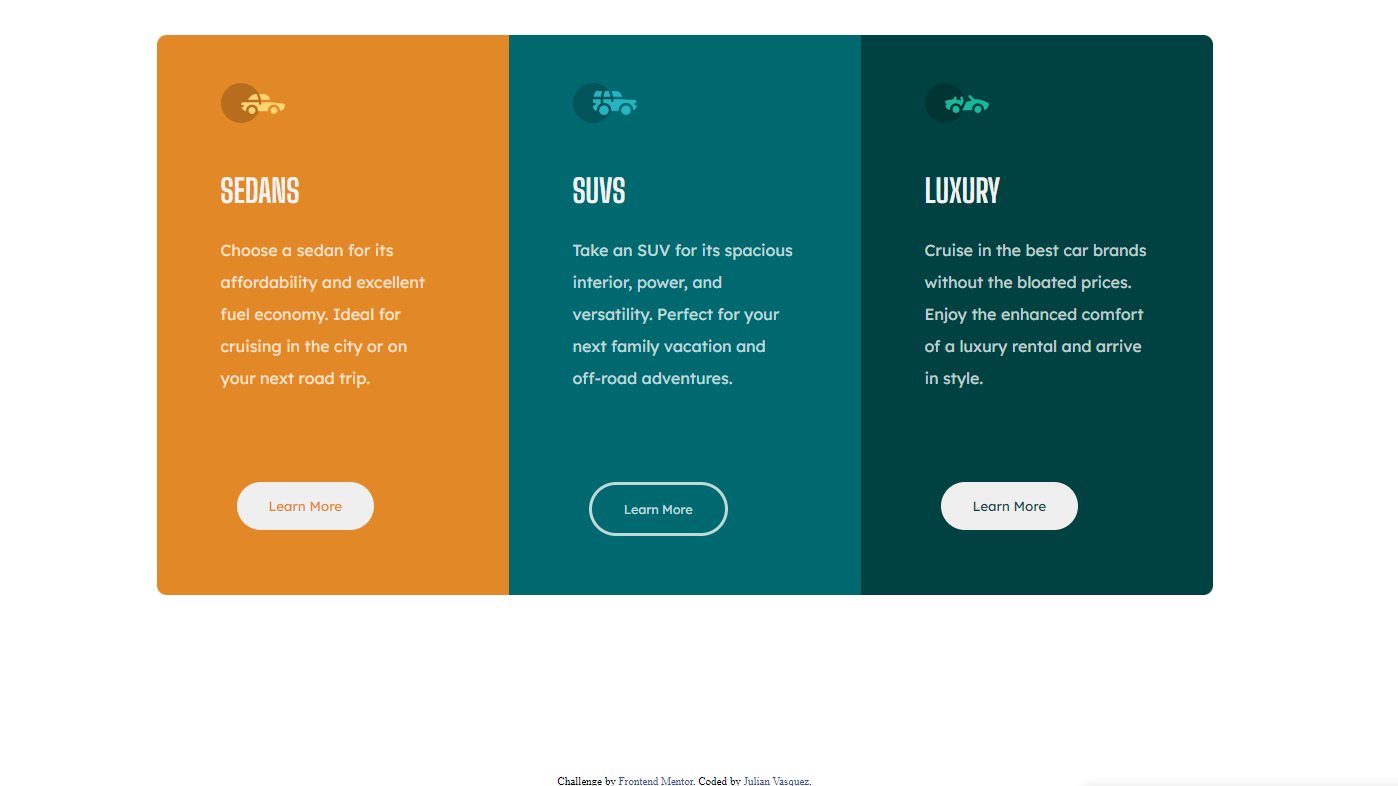 SEDANS
Choose a sedan for its
affordability and excellent
fuel economy. Ideal for
cruising in the city or on
your next road trip.
Learn More
SUVS
Take an SUV for its spacious
interior, power, and
versatility. Perfect for your
next family vacation and
off-road adventures.
Learn More
LUXURY
Cruise in the best car brands
without the bloated prices.
Enjoy the enhanced comfort
of a luxury rental and arrive
in style.
Learn More
Challenge by Frontend Mentor. Coded by Julian Vasquez.